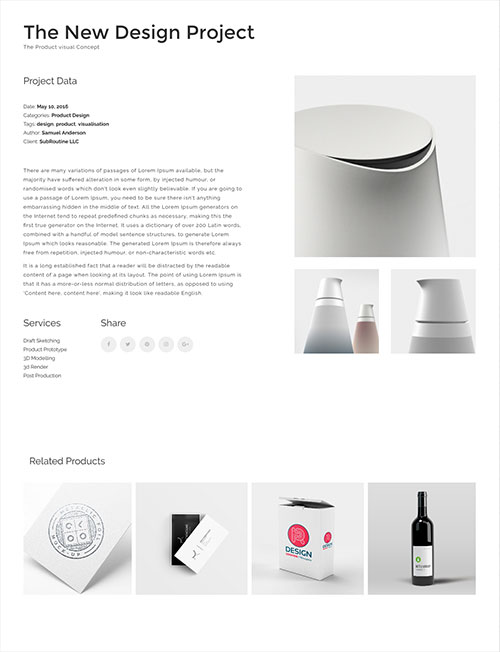 The New Design Project
The Product visual Concept
Project Data
Date: May 10, 2016
Categories: Product Design
Tags: design, product, visualisation
Author: Samuel Anderson
Client: SubRoutine LLC
There are many variations of passages of Lorem Ipsum available, but the
majority have suffered alteration in some form, by injected humour, or
randomised words which don't look even slightly believable. If you are going to
use a passage of Lorem Ipsum, you need to be sure there isn't anything
embarrassing hidden in the middle of text. All the Lorem Ipsum generators on
the Internet tend to repeat predefined chunks as necessary, making this the
first true generator on the Internet. It uses a dictionary of over 200 Latin words,
combined with a handful of model sentence structures, to generate Lorem
Ipsum which looks reasonable. The generated Lorem Ipsum is therefore always
free from repetition, injected humour, or non-characteristic words etc.
It is a long established fact that a reader will be distracted by the readable
content of a page when looking at its layout. The point of using Lorem Ipsum is
that it has a more-or-less normal distribution of letters, as opposed to using
'Content here, content here', making it look like readable English.
Services
Share
Draft Sketching
Product Prototype
3D Modelling
3d Render
Post Production
Related Products
MOCK-UP
DESIGN